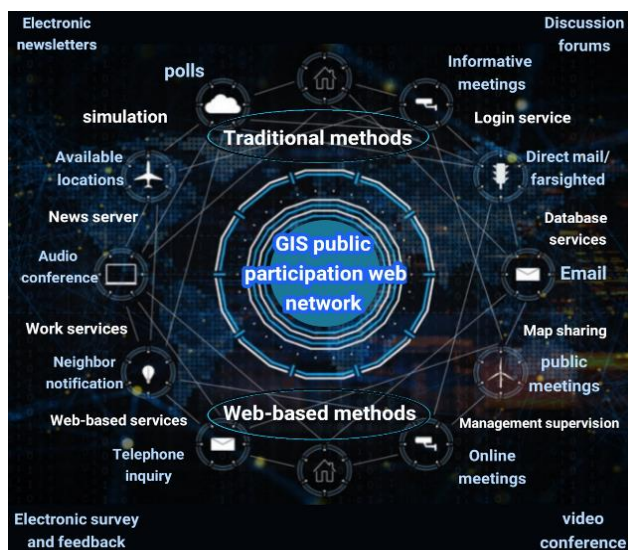 Electronic
newsletters
Discussion
forums
polls
Informative
meetings
simulation
Login service
Traditional methods
Available
locations
Direct mail/
farsighted
News server
Database
services
GIS public
participation web
network
Audio
conference
Email
Work services
Map sharing
Neighbor
notification
public
meetings
Web-based methods
Web-based services
Management supervision
Telephone
inquiry
Online
meetings
Electronic survey
and feedback
video
conference